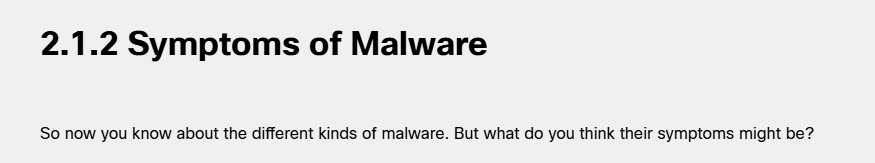 2.1.2 Symptoms of Malware
So now you know about the different kinds of malware. But what do you think their symptoms might be?